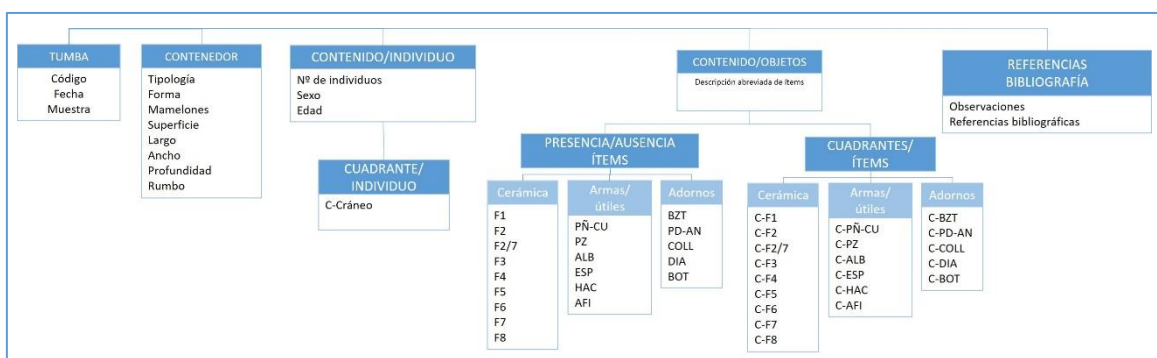 TUMBA
Código
Fecha
Muestra
CONTENEDOR
Tipología
Forma
Mamelones
Superficie
Largo
Ancho
Profundidad
Rumbo
CONTENIDO/INDIVIDUO
Nº de individuos
Sexo
Edad
CUADRANTE/
INDIVIDUO
C-Cráneo
CONTENIDO/OBJETOS
Descripción abreviada de ítems
PRESENCIA/AUSENCIA
ÍTEMS
Cerámica
F1
F2
F2/7
F3
F4
F5
F6
F7
F8
Armas/
útiles
PÑ-CU
PZ
ALB
ESP
HAC
AFI
Adornos
BZT
PD-AN
COLL
DIA
BOT
CUADRANTES/
ÍTEMS
Cerámica
C-F1
C-F2
C-F2/7
C-F3
C-F4
C-F5
C-F6
C-F7
C-F8
Armas/
útiles
C-PÑ-CU
C-PZ
C-ALB
C-ESP
C-HAC
C-AFI
Adornos
C-BZT
C-PD-AN
C-COLL
C-DIA
C-BOT
REFERENCIAS
BIBLIOGRAFÍA
Observaciones
Referencias bibliográficas